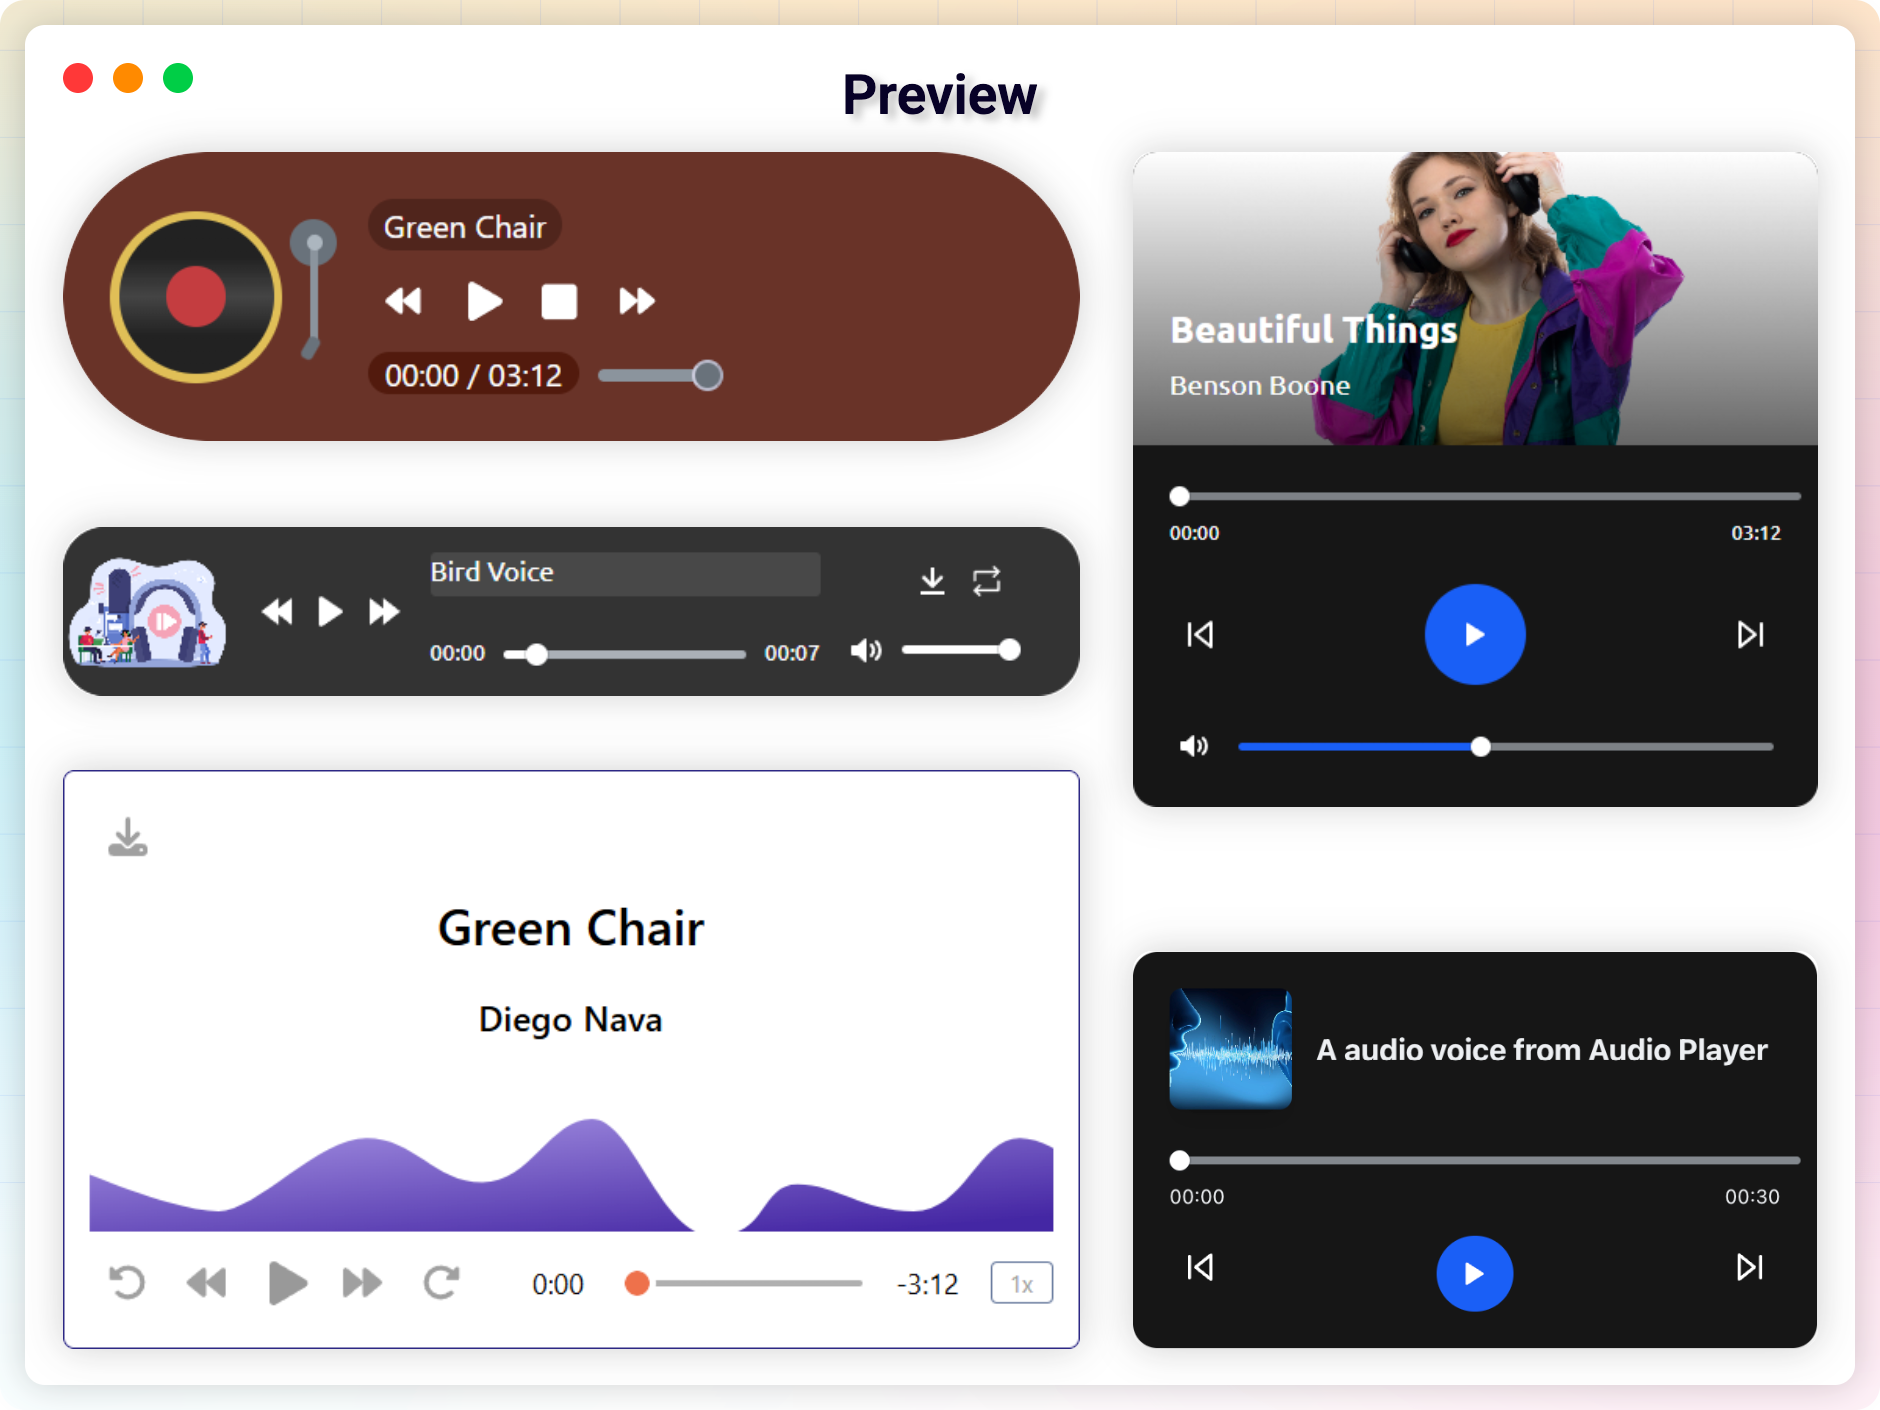 Preview
Green Chair
00:00 / 03:12
Bird Voice
00:00
00:07
Green Chair
Diego Nava
0:00
-3:12
1x
Beautiful Things
Benson Boone
00:00
03:12
A audio voice from Audio Player
00:00
00:30